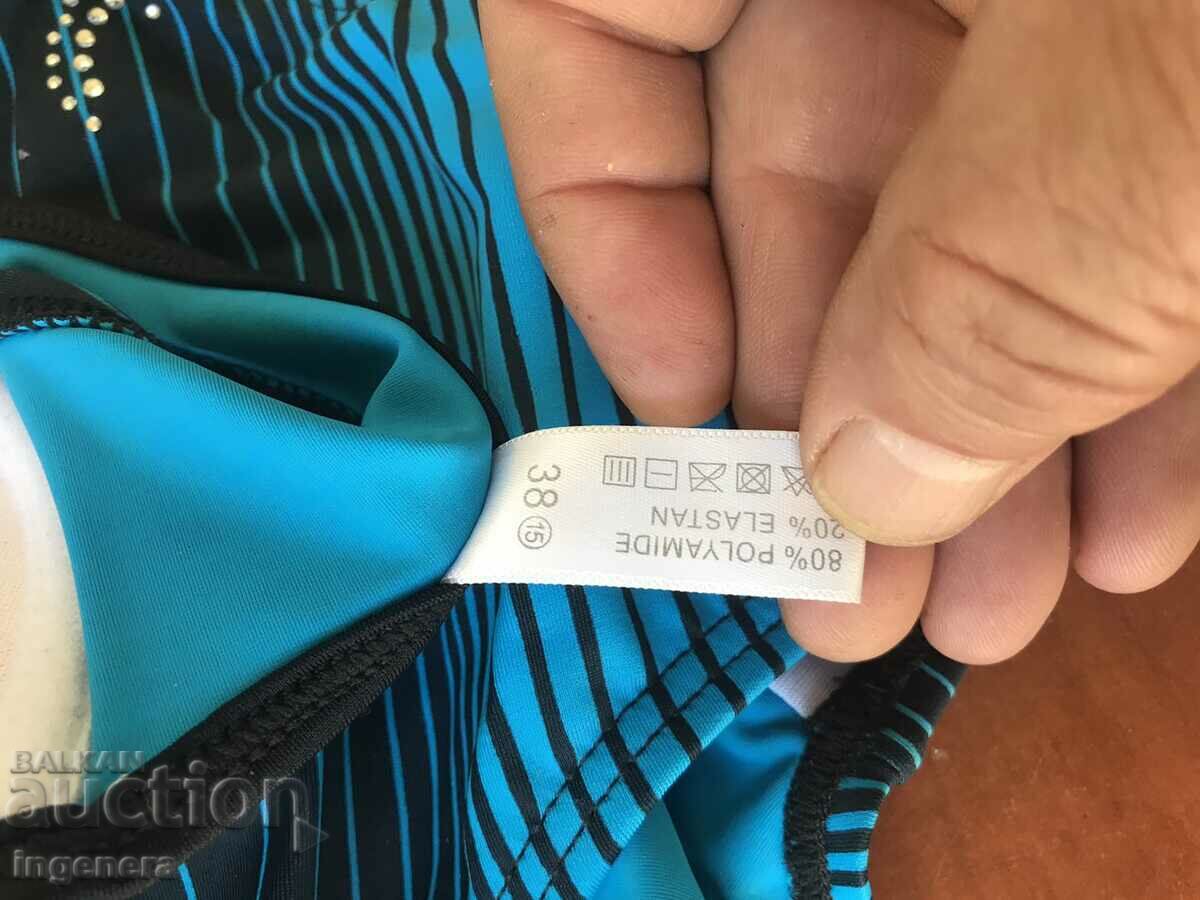 80% POLYAMIDE
20% ELASTAN
38 15
BALKAN
auction
ingenera